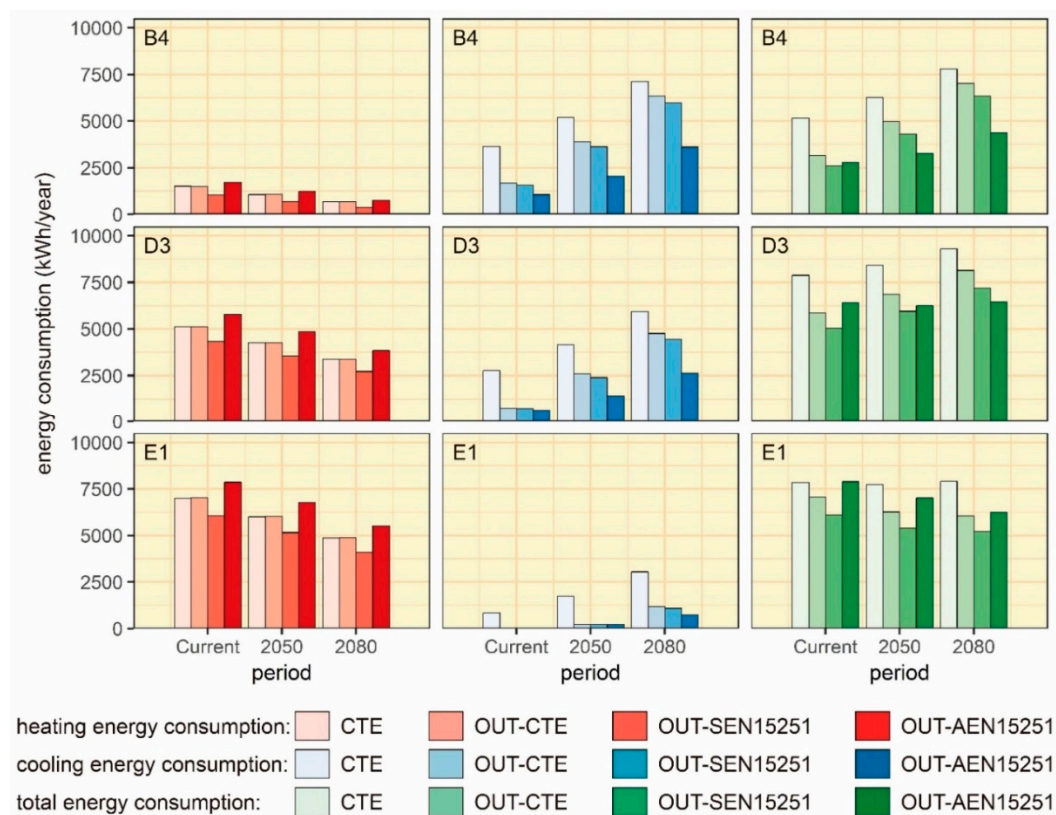 energy consumption (kWh/year)
10000
7500
5000
2500
0
B4
B4
B4
10000
7500
5000
2500
0
D3
D3
D3
10000
7500
5000
2500
0
E1
E1
E1
Current 2050 2080
Current 2050 2080
Current 2050 2080
period
period
period
heating energy consumption: CTE OUT-CTE OUT-SEN15251 OUT-AEN15251
cooling energy consumption: CTE OUT-CTE OUT-SEN15251 OUT-AEN15251
total energy consumption: CTE OUT-CTE OUT-SEN15251 OUT-AEN15251